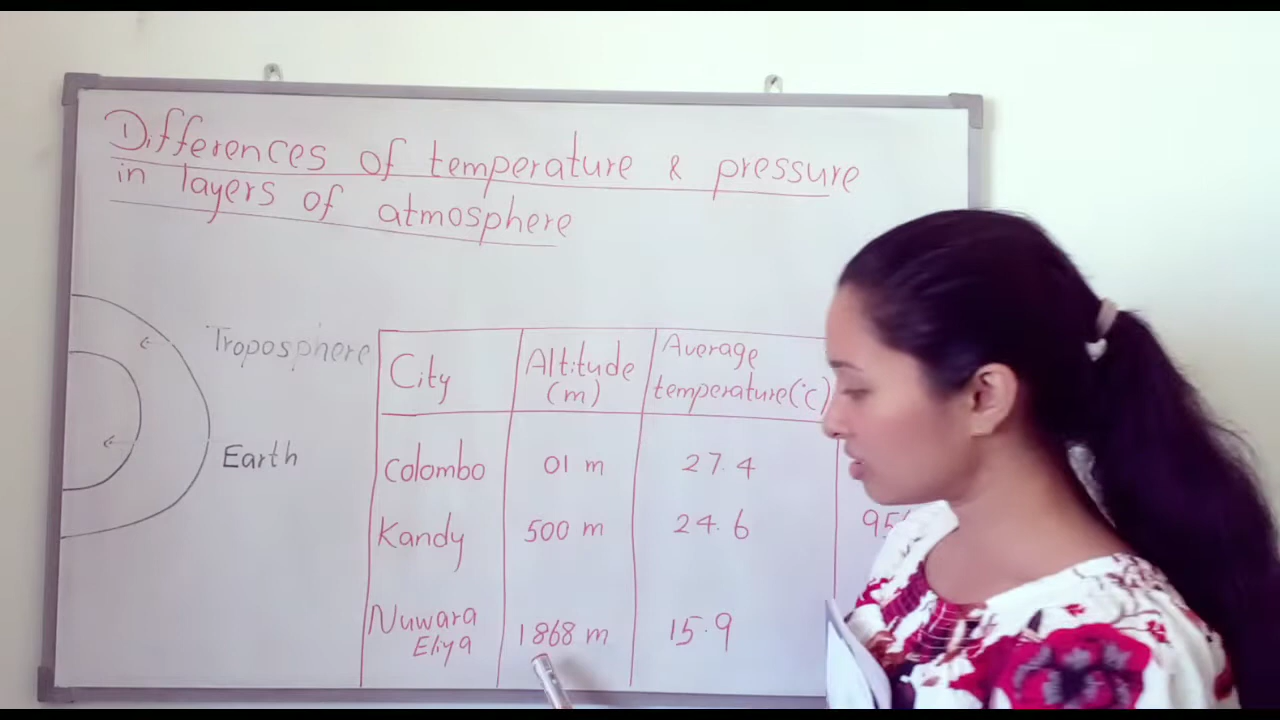 Differences of temperature & pressure
in layers of atmosphere
Troposphere
Earth
City
Altitude
(m)
Average
temperature(°C)
Colombo
01 m
27.4
Kandy
500 m
24.6
Nuwara
Eliya
1868 m
15.9